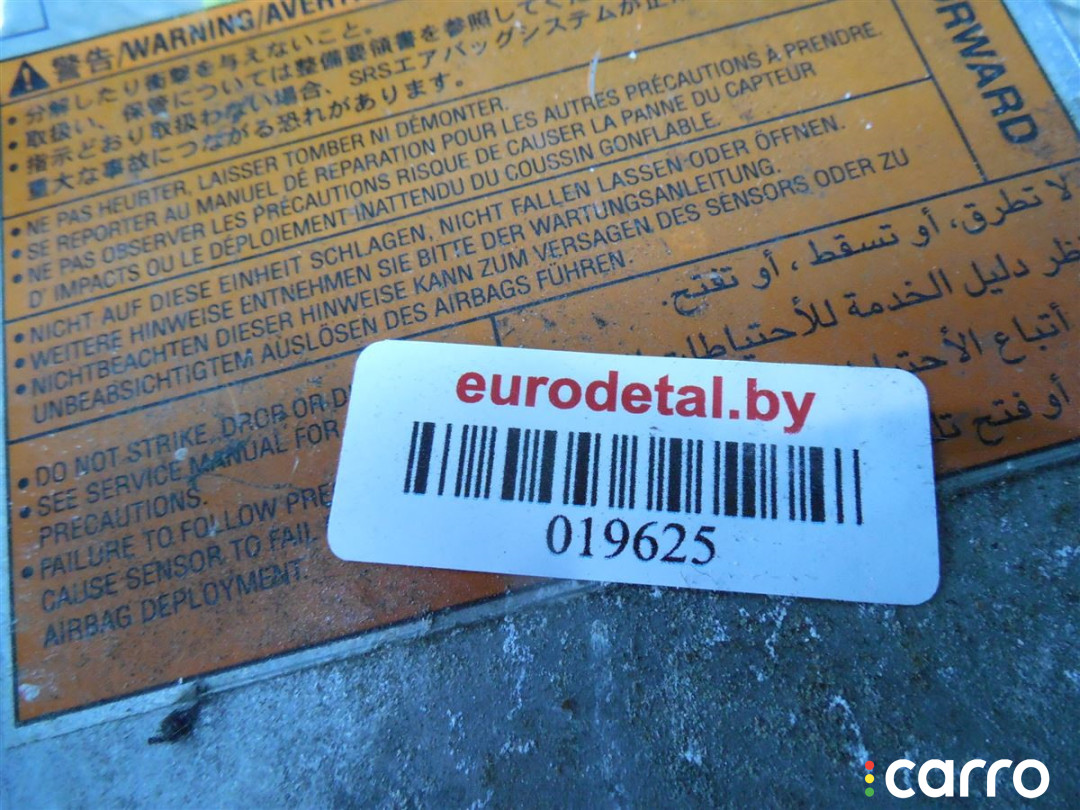 警告/WARNING/AVERTI
• 分解したり衝撃を与えないこと。
• 取扱い、保管については整備要領書を参照してく
• 指示どおり取扱わない場合、SRSエアバッグシステムが正
重大な事故につながる恐れがあります。
• NE PAS HEURTER, LAISSER TOMBER NI DÉMONTER.
• SE REPORTER AU MANUEL DE RÉPARATION POUR LES AUTRES PRÉCAUTIONS À PRENDRE.
• NE PAS OBSERVER LES PRÉCAUTIONS RISQUE DE CAUSER LA PANNE DU CAPTEUR
D' IMPACTS OU LE DÉPLOIEMENT INATTENDU DU COUSSIN GONFLABLE.
• NICHT AUF DIESE EINHEIT SCHLAGEN, NICHT FALLEN LASSEN ODER ÖFFNEN.
• WEITERE HINWEISE ENTNEHMEN SIE BITTE DER WARTUNGSANLEITUNG.
• NICHTBEACHTEN DIESER HINWEISE KANN ZUM VERSAGEN DES SENSORS ODER ZU
UNBEABSICHTIGTEM AUSLÖSEN DES AIRBAGS FÜHREN.
• DO NOT STRIKE, DROP OR D
• SEE SERVICE MANUAL FOR
PRECAUTIONS.
• FAILURE TO FOLLOW PRE
CAUSE SENSOR TO FAIL
AIRBAG DEPLOYMENT.
ORWARD
لا تطرق، أو تسقط، أو تفتح.
نظر دليل الخدمة للأحتياطات
أتباع الأحتيا
أو فتح تا
eurodetal.by
019625
carro